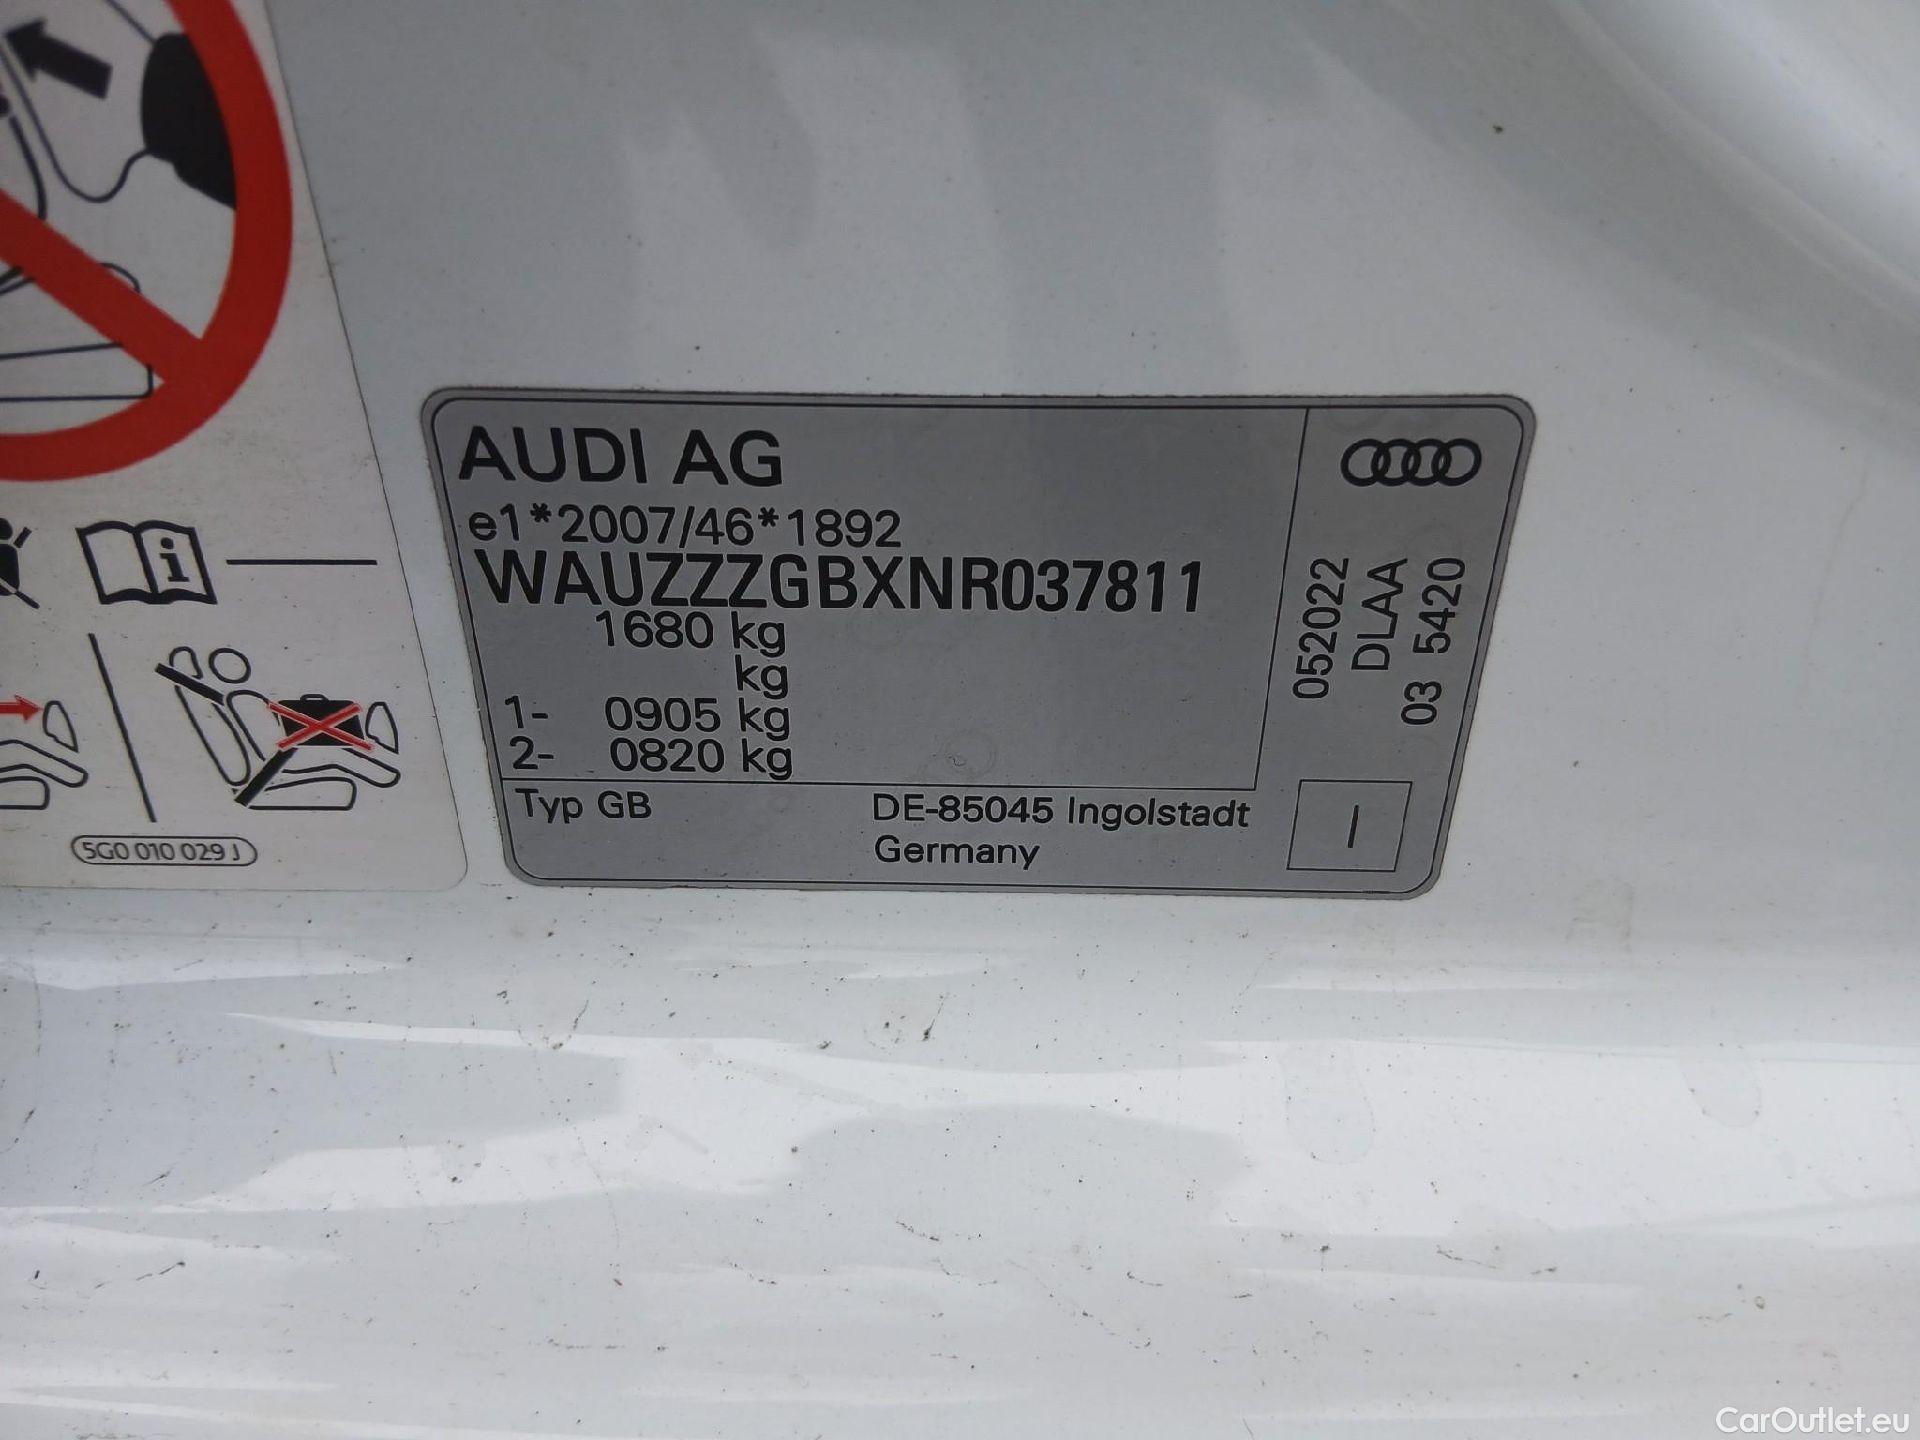 AUDI AG
e1*2007/46*1892
WAUZZZGBXNR037811
1680 kg
kg
1- 0905 kg
2- 0820 kg
Typ GB
DE-85045 Ingolstadt
Germany
052022
DLAA
03 5420
I
i
5G0 010 029 J
CarOutlet.eu